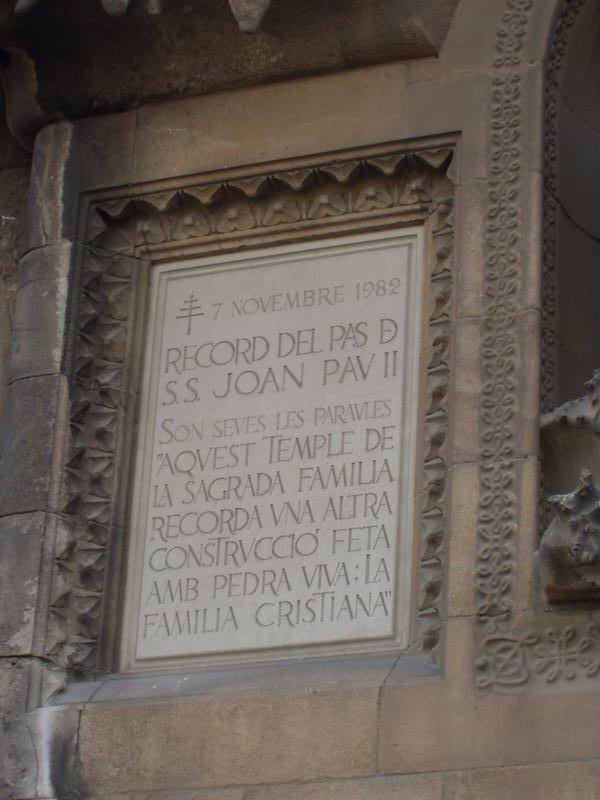 7 NOVEMBRE 1982
RECORD DEL PAS Đ
S.S. JOAN PAV II
SON SEVES LES PARAVLES
"AQVEST TEMPLE DE
LA SAGRADA FAMILIA
RECORDA VNA ALTRA
CONSTRVCCIÓ FETA
AMB PEDRA VIVA: LA
FAMILIA CRISTIANA"